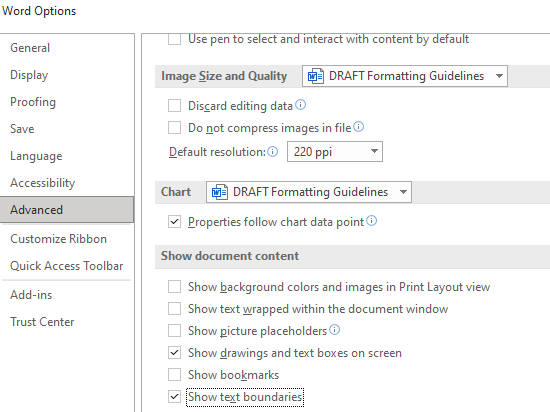 Word Options
General
Display
Proofing
Save
Language
Accessibility
Advanced
Customize Ribbon
Quick Access Toolbar
Add-ins
Trust Center
Use pen to select and interact with content by default
Image Size and Quality DRAFT Formatting Guidelines
Discard editing data
Do not compress images in file
Default resolution: 220 ppi
Chart DRAFT Formatting Guidelines
Properties follow chart data point
Show document content
Show background colors and images in Print Layout view
Show text wrapped within the document window
Show picture placeholders
Show drawings and text boxes on screen
Show bookmarks
Show text boundaries